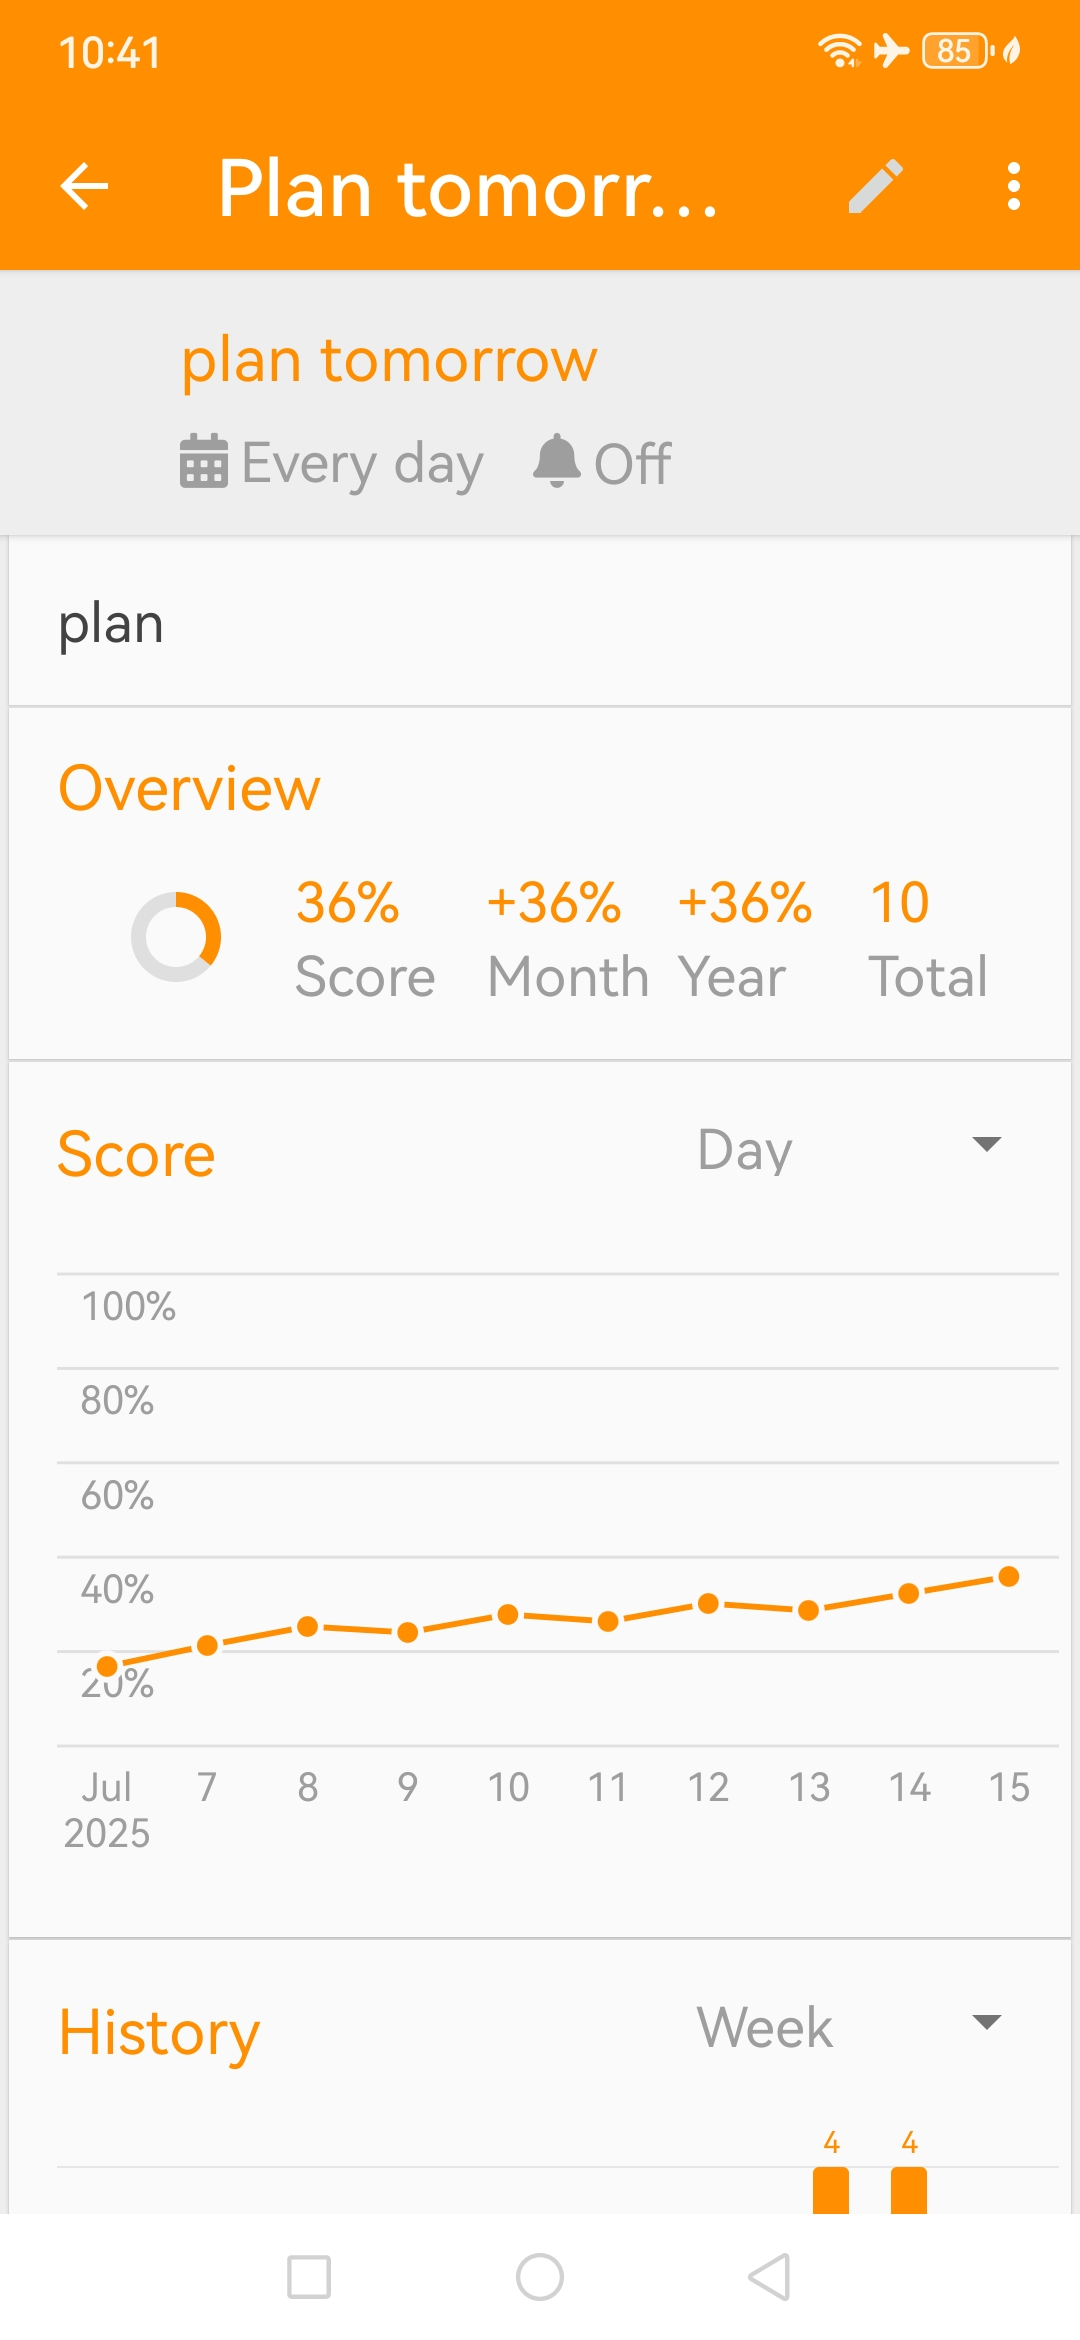 10:41
85
Plan tomorr...
plan tomorrow
Every day Off
plan
Overview
36% +36% +36% 10
Score Month Year Total
Score Day
100%
80%
60%
40%
20%
Jul 7 8 9 10 11 12 13 14 15
2025
History Week
4 4